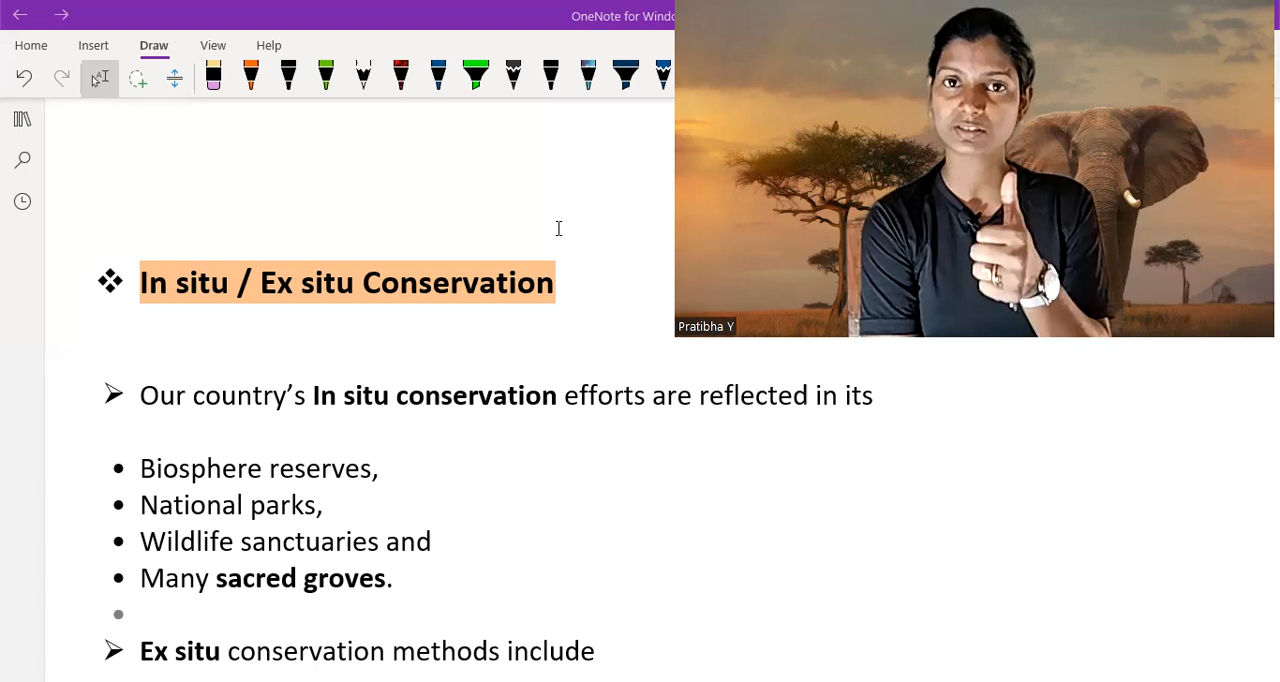 OneNote for Windo
Home Insert Draw View Help
Pratibha Y
❖ In situ / Ex situ Conservation
➢ Our country’s In situ conservation efforts are reflected in its
• Biosphere reserves,
• National parks,
• Wildlife sanctuaries and
• Many sacred groves.
•
➢ Ex situ conservation methods include